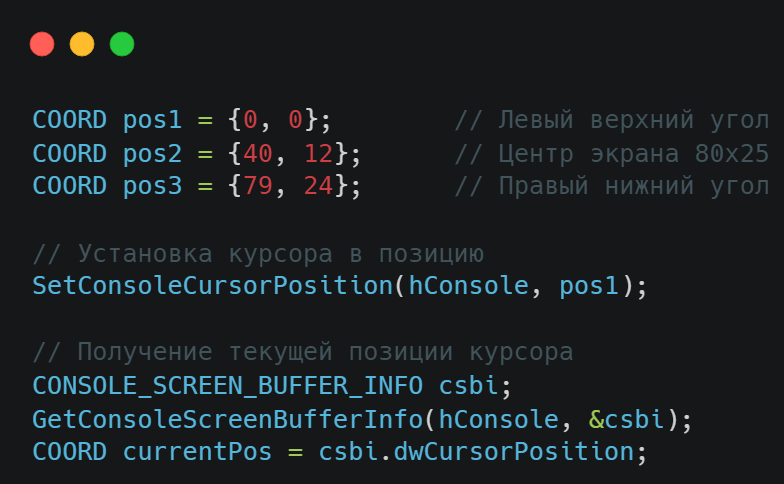 COORD pos1 = {0, 0};        // Левый верхний угол
COORD pos2 = {40, 12};      // Центр экрана 80x25
COORD pos3 = {79, 24};      // Правый нижний угол
// Установка курсора в позицию
SetConsoleCursorPosition(hConsole, pos1);
// Получение текущей позиции курсора
CONSOLE_SCREEN_BUFFER_INFO csbi;
GetConsoleScreenBufferInfo(hConsole, &csbi);
COORD currentPos = csbi.dwCursorPosition;